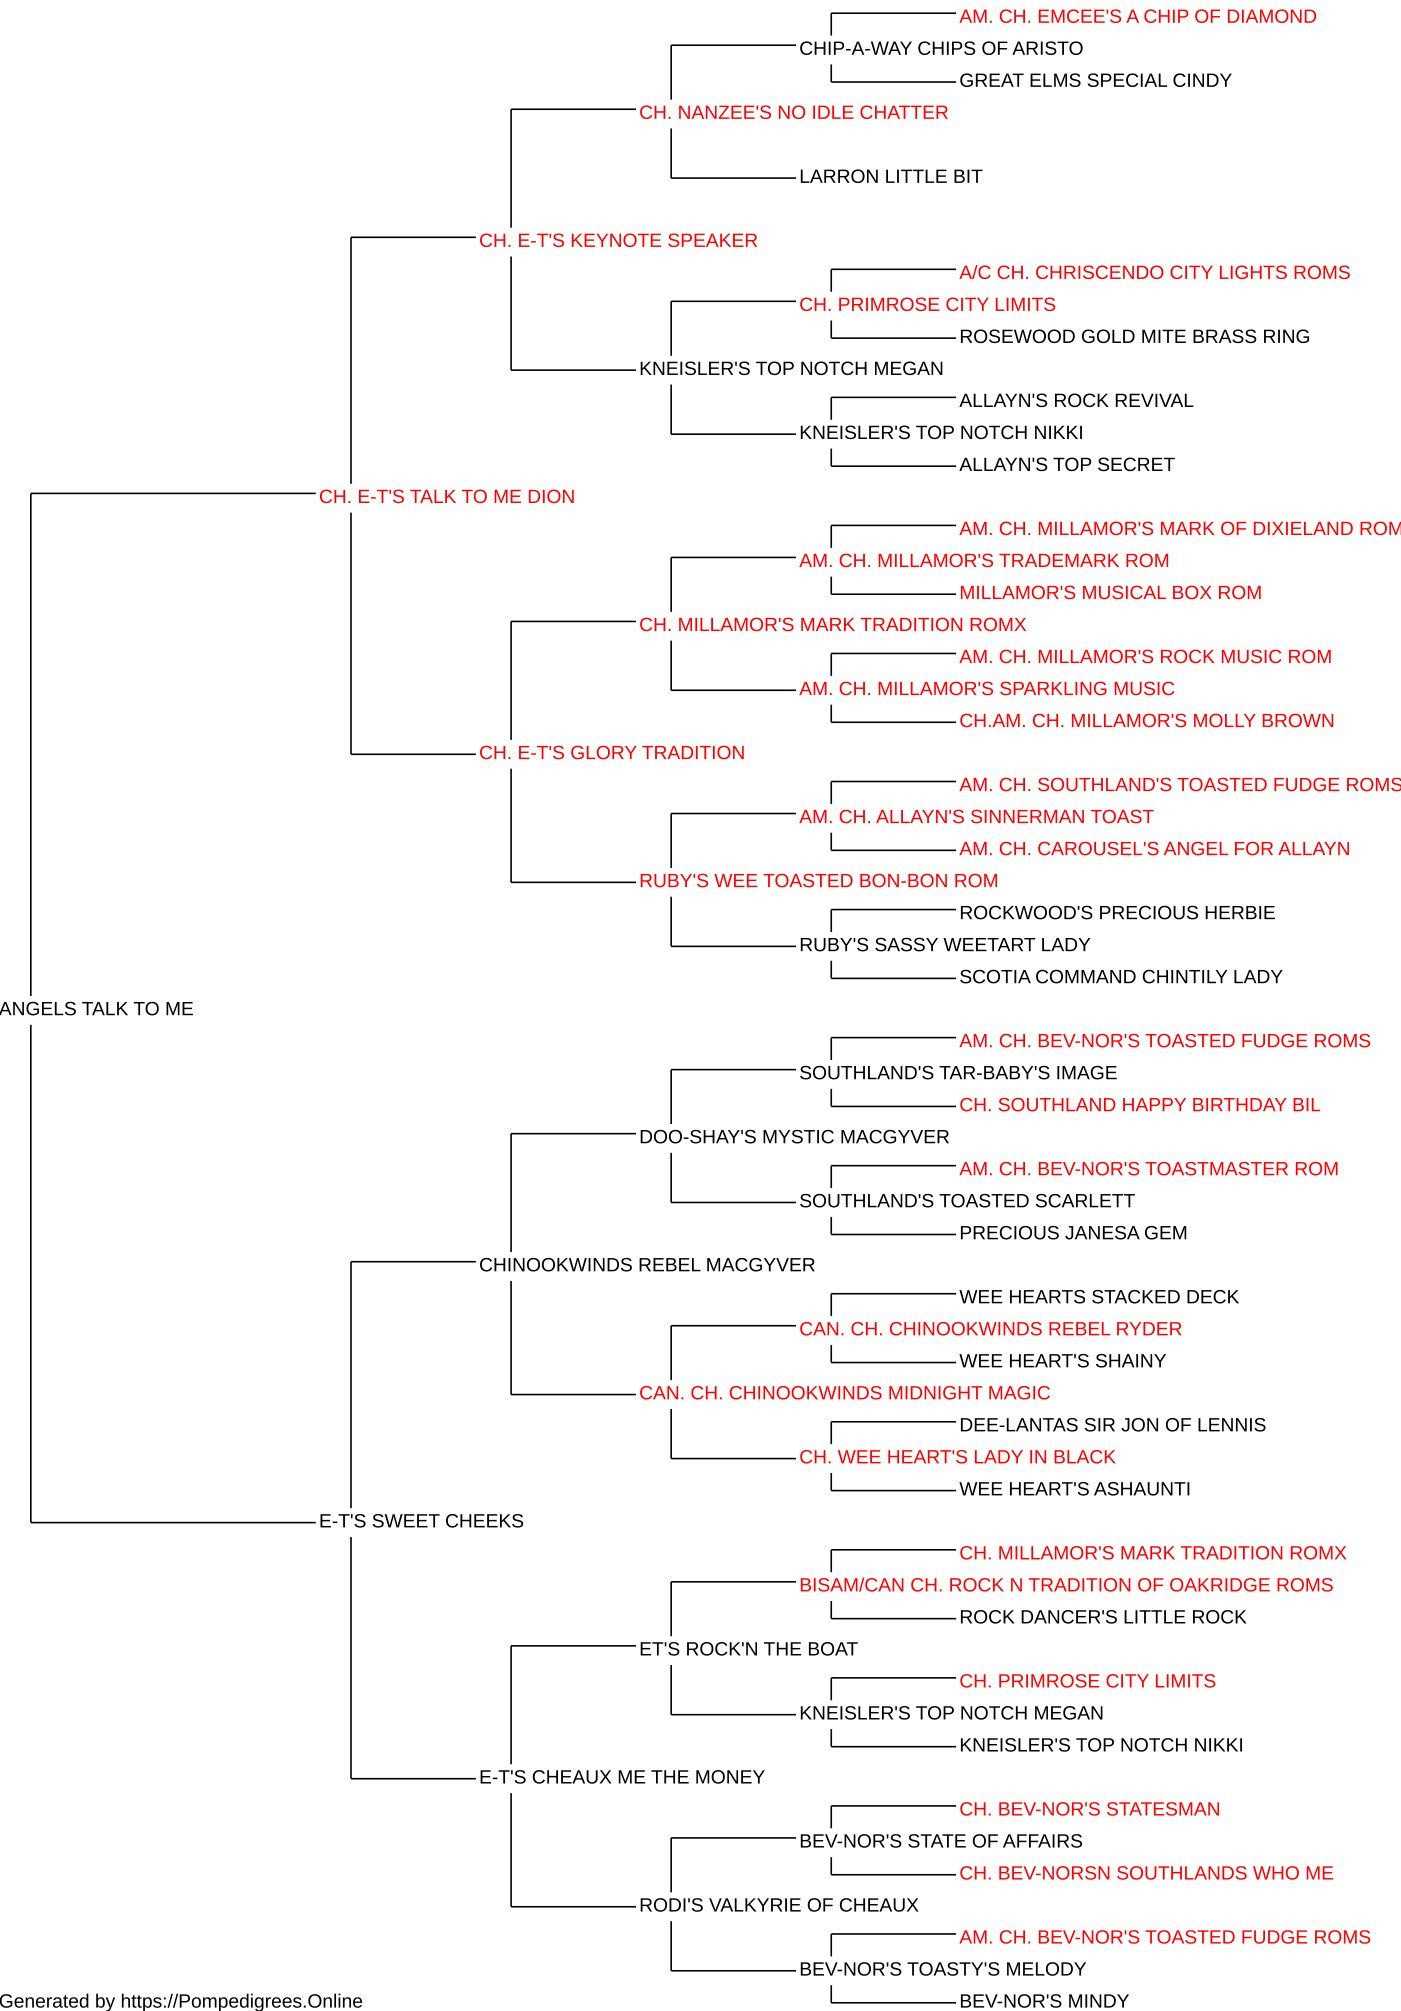 AM. CH. EMCEE'S A CHIP OF DIAMOND
CHIP-A-WAY CHIPS OF ARISTO
GREAT ELMS SPECIAL CINDY
CH. NANZEE'S NO IDLE CHATTER
LARRON LITTLE BIT
CH. E-T'S KEYNOTE SPEAKER
A/C CH. CHRISCENDO CITY LIGHTS ROMS
CH. PRIMROSE CITY LIMITS
ROSEWOOD GOLD MITE BRASS RING
KNEISLER'S TOP NOTCH MEGAN
ALLAYN'S ROCK REVIVAL
KNEISLER'S TOP NOTCH NIKKI
ALLAYN'S TOP SECRET
CH. E-T'S TALK TO ME DION
AM. CH. MILLAMOR'S MARK OF DIXIELAND ROM
AM. CH. MILLAMOR'S TRADEMARK ROM
MILLAMOR'S MUSICAL BOX ROM
CH. MILLAMOR'S MARK TRADITION ROMX
AM. CH. MILLAMOR'S ROCK MUSIC ROM
AM. CH. MILLAMOR'S SPARKLING MUSIC
CH.AM. CH. MILLAMOR'S MOLLY BROWN
CH. E-T'S GLORY TRADITION
AM. CH. SOUTHLAND'S TOASTED FUDGE ROMS
AM. CH. ALLAYN'S SINNERMAN TOAST
AM. CH. CAROUSEL'S ANGEL FOR ALLAYN
RUBY'S WEE TOASTED BON-BON ROM
ROCKWOOD'S PRECIOUS HERBIE
RUBY'S SASSY WEETART LADY
SCOTIA COMMAND CHINTILY LADY
ANGELS TALK TO ME
AM. CH. BEV-NOR'S TOASTED FUDGE ROMS
SOUTHLAND'S TAR-BABY'S IMAGE
CH. SOUTHLAND HAPPY BIRTHDAY BIL
DOO-SHAY'S MYSTIC MACGYVER
AM. CH. BEV-NOR'S TOASTMASTER ROM
SOUTHLAND'S TOASTED SCARLETT
PRECIOUS JANESA GEM
CHINOOKWINDS REBEL MACGYVER
WEE HEARTS STACKED DECK
CAN. CH. CHINOOKWINDS REBEL RYDER
WEE HEART'S SHAINY
CAN. CH. CHINOOKWINDS MIDNIGHT MAGIC
DEE-LANTAS SIR JON OF LENNIS
CH. WEE HEART'S LADY IN BLACK
WEE HEART'S ASHAUNTI
E-T'S SWEET CHEEKS
CH. MILLAMOR'S MARK TRADITION ROMX
BISAM/CAN CH. ROCK N TRADITION OF OAKRIDGE ROMS
ROCK DANCER'S LITTLE ROCK
ET'S ROCK'N THE BOAT
CH. PRIMROSE CITY LIMITS
KNEISLER'S TOP NOTCH MEGAN
KNEISLER'S TOP NOTCH NIKKI
E-T'S CHEAUX ME THE MONEY
CH. BEV-NOR'S STATESMAN
BEV-NOR'S STATE OF AFFAIRS
CH. BEV-NORSN SOUTHLANDS WHO ME
RODI'S VALKYRIE OF CHEAUX
AM. CH. BEV-NOR'S TOASTED FUDGE ROMS
BEV-NOR'S TOASTY'S MELODY
BEV-NOR'S MINDY
Generated by https://Pompedigrees.Online